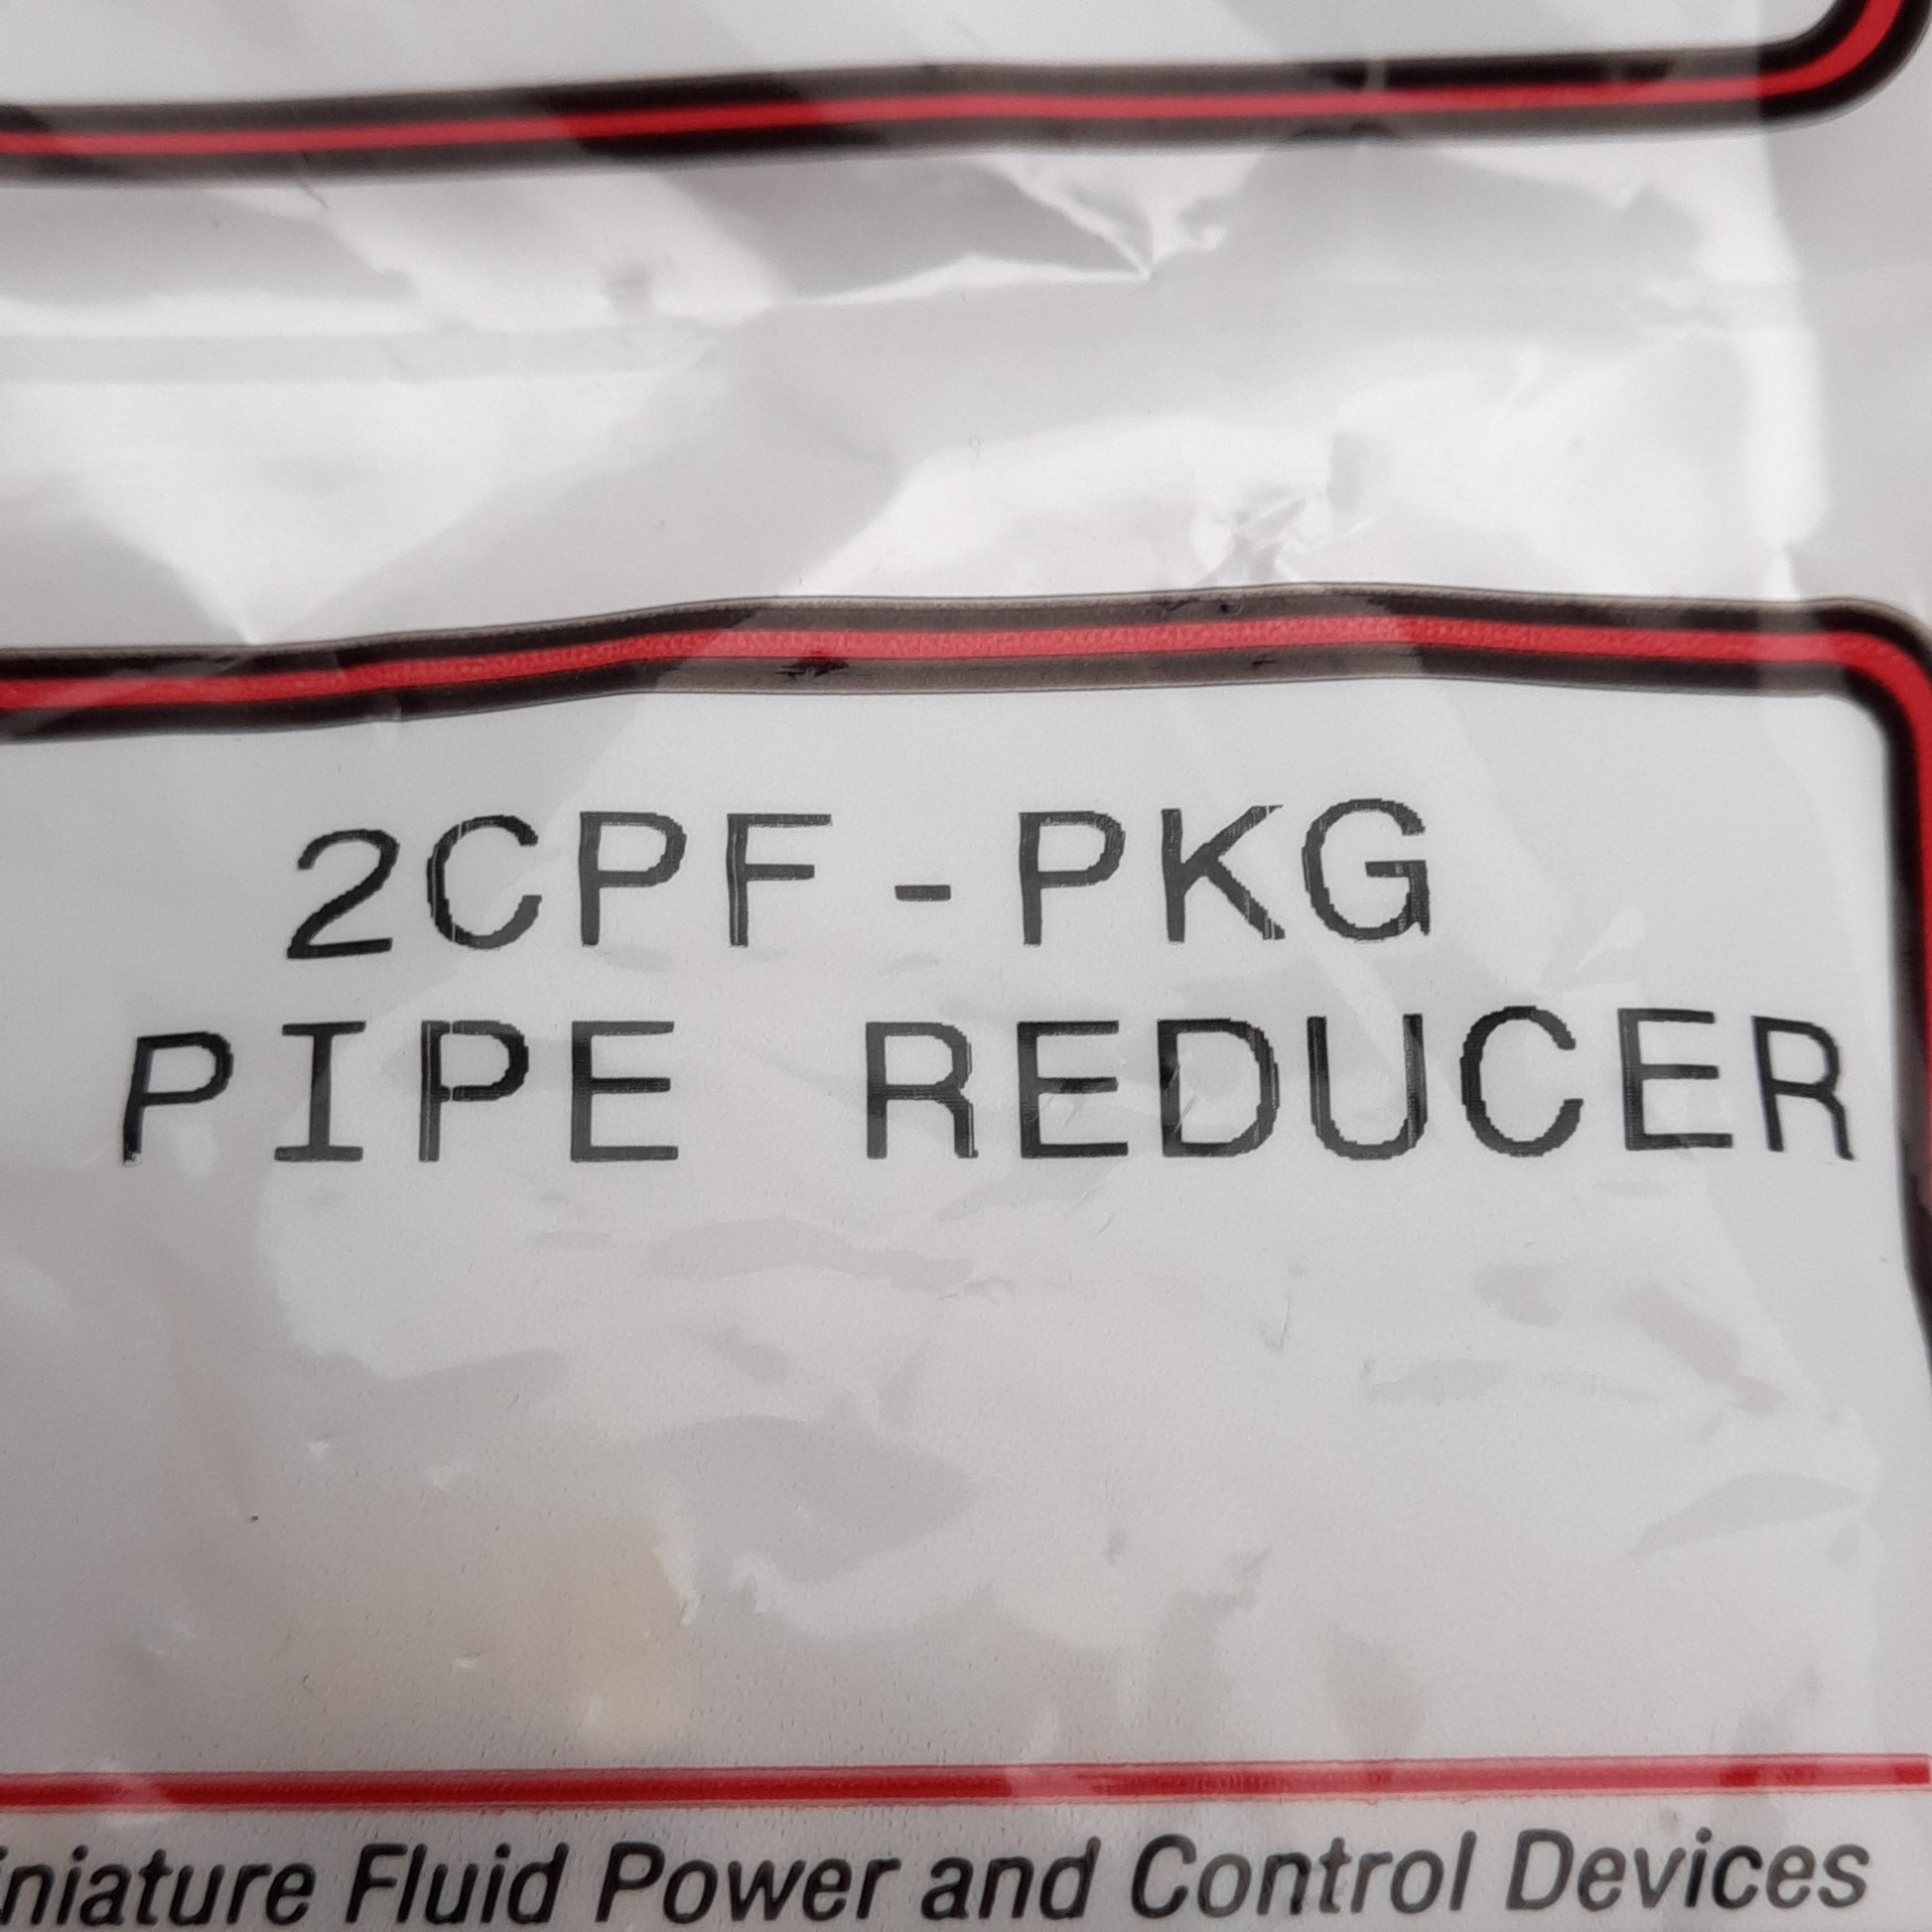 2CPF-PKG
PIPE REDUCER
iniature Fluid Power and Control Devices